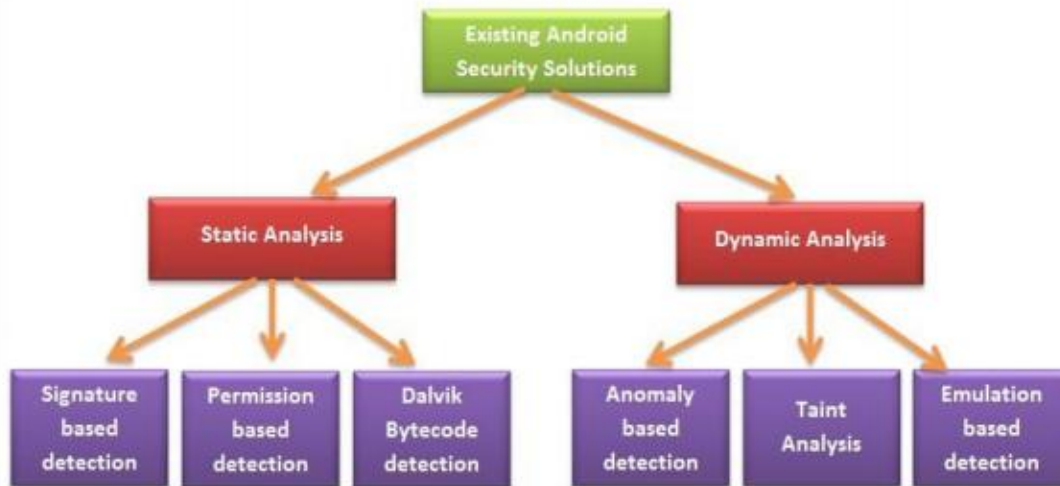 Existing Android
Security Solutions
Static Analysis
Dynamic Analysis
Signature
based
detection
Permission
based
detection
Dalvik
Bytecode
detection
Anomaly
based
detection
Taint
Analysis
Emulation
based
detection